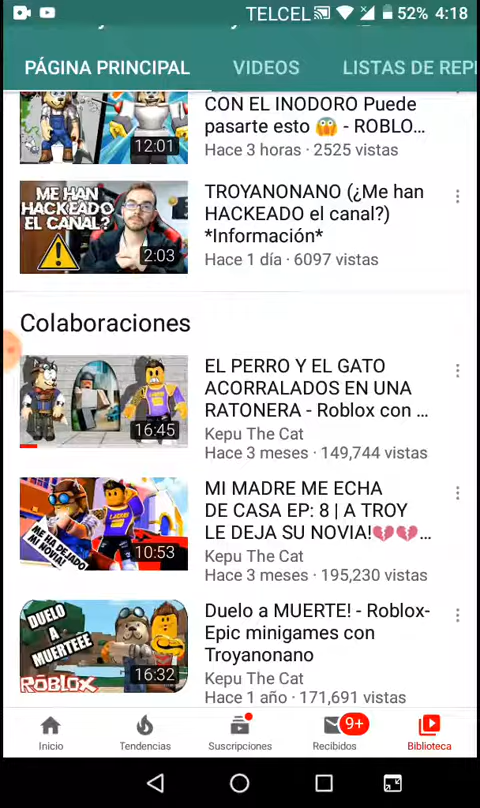 TELCEL 52% 4:18
PÁGINA PRINCIPAL VIDEOS LISTAS DE REP
CON EL INODORO Puede
pasarte esto 😱 - ROBLO...
12:01
Hace 3 horas · 2525 vistas
ME HAN
HACKEADO
EL CANAL?
2:03
TROYANONANO (¿Me han
HACKEADO el canal?)
*Información*
Hace 1 día · 6097 vistas
Colaboraciones
16:45
EL PERRO Y EL GATO
ACORRALADOS EN UNA
RATONERA - Roblox con ...
Kepu The Cat
Hace 3 meses · 149,744 vistas
ME HA DEJADO
MI NOVIA!
10:53
MI MADRE ME ECHA
DE CASA EP: 8 | A TROY
LE DEJA SU NOVIA!💔💔...
Kepu The Cat
Hace 3 meses · 195,230 vistas
DUELO
A
MUERTEEE
ROBLOX
16:32
Duelo a MUERTE! - Roblox-
Epic minigames con
Troyanonano
Kepu The Cat
Hace 1 año · 171,691 vistas
9+
Inicio Tendencias Suscripciones Recibidos Biblioteca